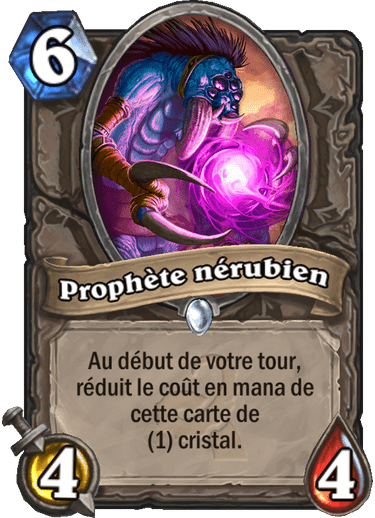 6
Prophète nérubien
Au début de votre tour,
réduit le coût en mana de
cette carte de
(1) cristal.
4
4